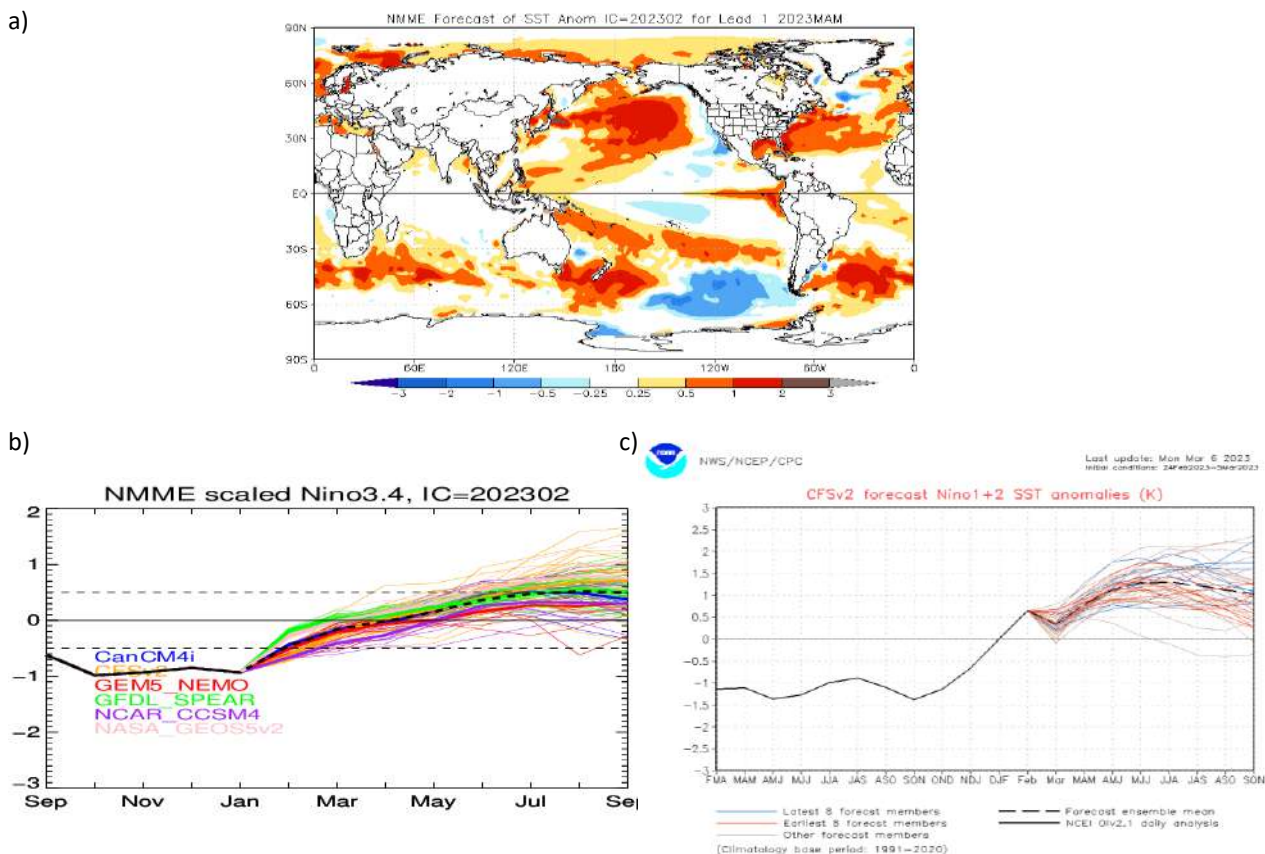 a)
NMME Forecast of SST Anom IC=202302 for Lead 1 2023MAM
90N
60N
30N
EQ
30S
60S
90S
0 60E 120E 180 120W 60W 0
-3 -2 -1 -0.5 -0.25 0.25 0.5 1 2 3
b)
NMME scaled Nino3.4, IC=202302
2
1
0
-1
-2
-3
CanCM4i
CFSv2
GEM5_NEMO
GFDL_SPEAR
NCAR_CCSM4
NASA_GEOS5v2
Sep Nov Jan Mar May Jul Sep
c)
NWS/NCEP/CPC
Last update: Mon Mar 6 2023
Initial conditions: 24Feb2023-5Mar2023
CFSv2 forecast Nino1+2 SST anomalies (K)
3
2.5
2
1.5
1
0.5
0
-0.5
-1
-1.5
-2
-2.5
-3
FMA MAM AMJ MJJ JJA JAS ASO SON OND NDJ DJF Feb Mar MAM AMJ MJJ JJA JAS ASO SON
Latest 8 forecast members
Earliest 8 forecast members
Other forecast members
Forecast ensemble mean
NCEI OIv2.1 daily analysis
(Climatology base period: 1991-2020)